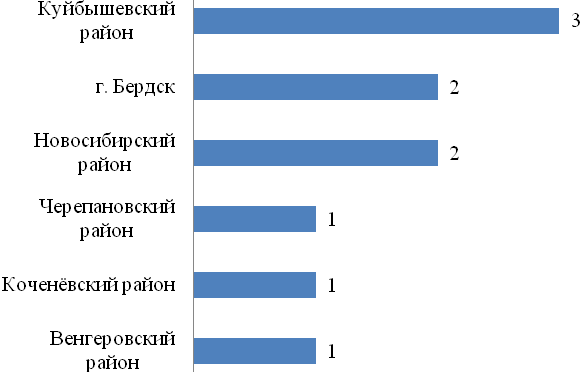 Куйбышевский
район
3
г. Бердск
2
Новосибирский
район
2
Черепановский
район
1
Коченёвский район
1
Венгеровский
район
1